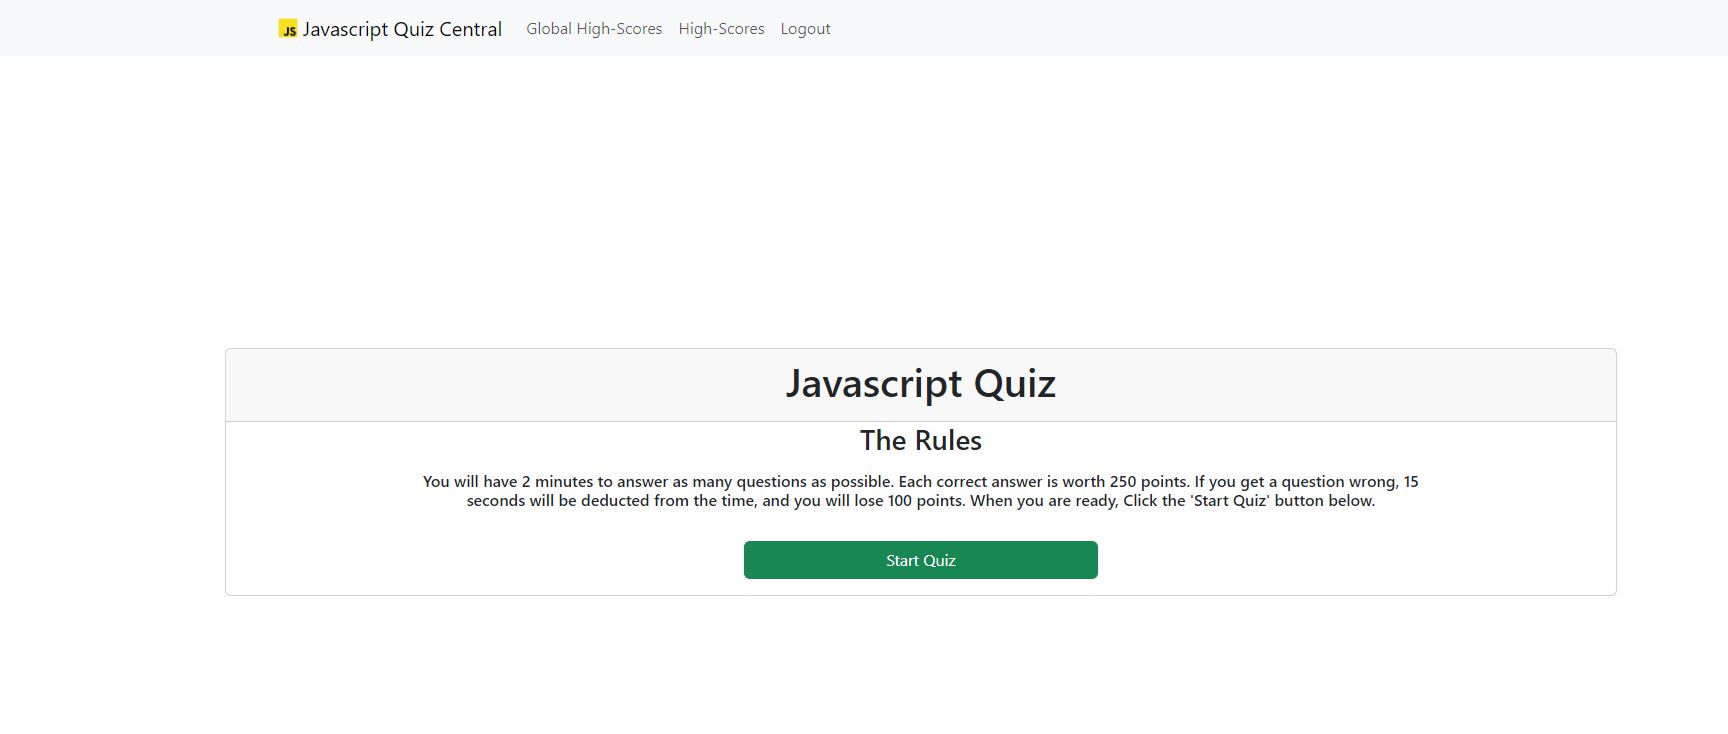 JS Javascript Quiz Central Global High-Scores High-Scores Logout
Javascript Quiz
The Rules
You will have 2 minutes to answer as many questions as possible. Each correct answer is worth 250 points. If you get a question wrong, 15
seconds will be deducted from the time, and you will lose 100 points. When you are ready, Click the 'Start Quiz' button below.
Start Quiz